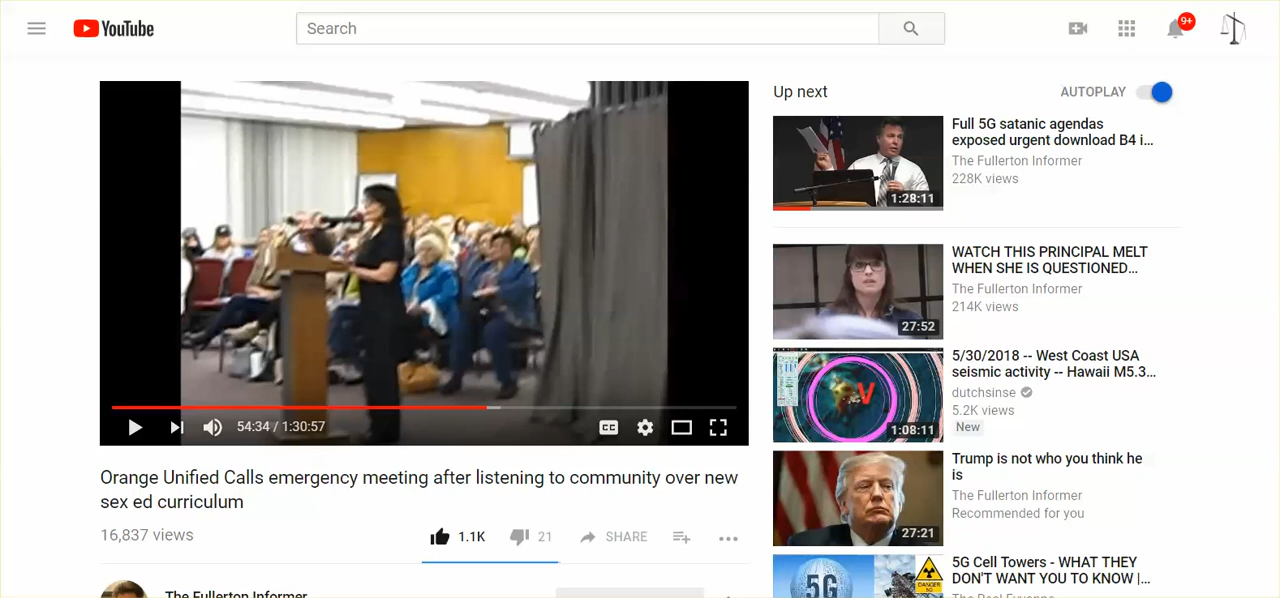 YouTube
Search
9+
54:34 / 1:30:57
CC
Orange Unified Calls emergency meeting after listening to community over new
sex ed curriculum
16,837 views
1.1K
21
SHARE
The Fullerton Informer
Up next
AUTOPLAY
1:28:11
Full 5G satanic agendas
exposed urgent download B4 i...
The Fullerton Informer
228K views
27:52
WATCH THIS PRINCIPAL MELT
WHEN SHE IS QUESTIONED...
The Fullerton Informer
214K views
V
1:08:11
5/30/2018 -- West Coast USA
seismic activity -- Hawaii M5.3...
dutchsinse
5.2K views
New
27:21
Trump is not who you think he
is
The Fullerton Informer
Recommended for you
5G
DANGER
5G Cell Towers - WHAT THEY
DON'T WANT YOU TO KNOW |...